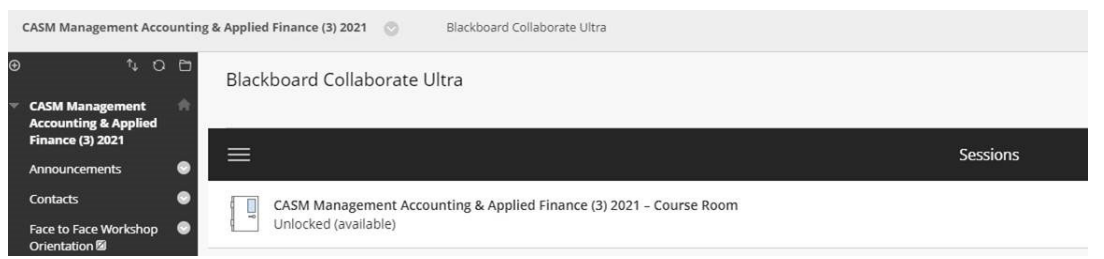 CASM Management Accounting & Applied Finance (3) 2021 Blackboard Collaborate Ultra
CASM Management
Accounting & Applied
Finance (3) 2021
Announcements
Contacts
Face to Face Workshop
Orientation
Blackboard Collaborate Ultra
Sessions
CASM Management Accounting & Applied Finance (3) 2021 – Course Room
Unlocked (available)